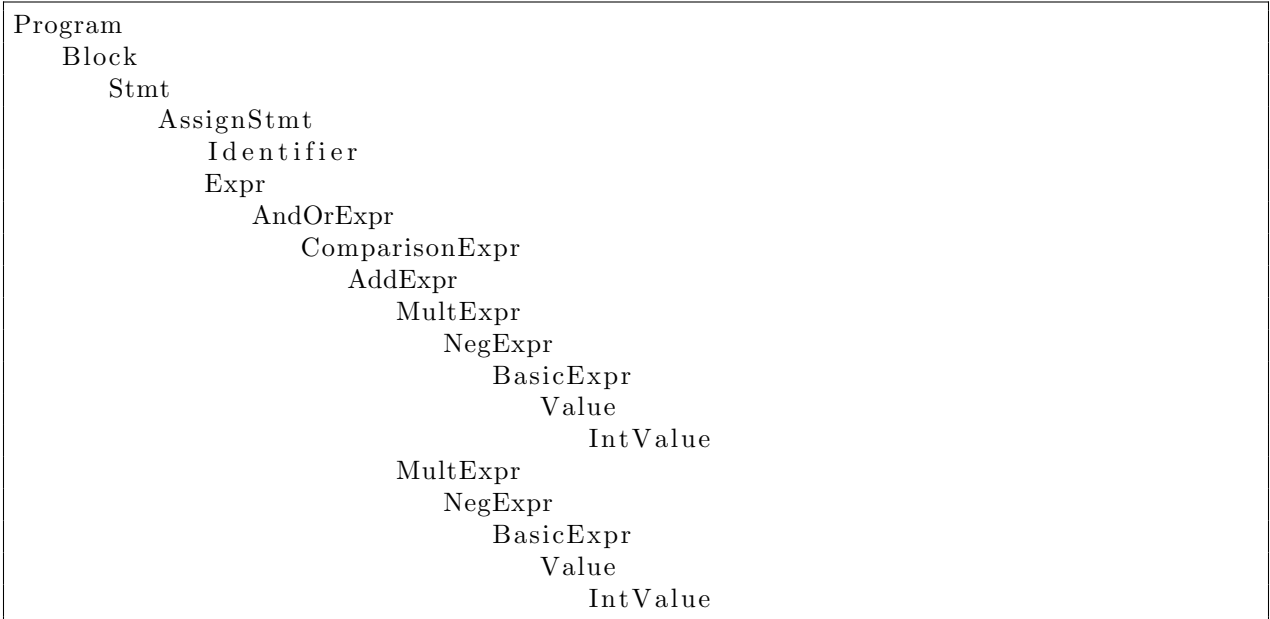 Program
Block
Stmt
AssignStmt
Identifier
Expr
AndOrExpr
ComparisonExpr
AddExpr
MultExpr
NegExpr
BasicExpr
Value
IntValue
MultExpr
NegExpr
BasicExpr
Value
IntValue